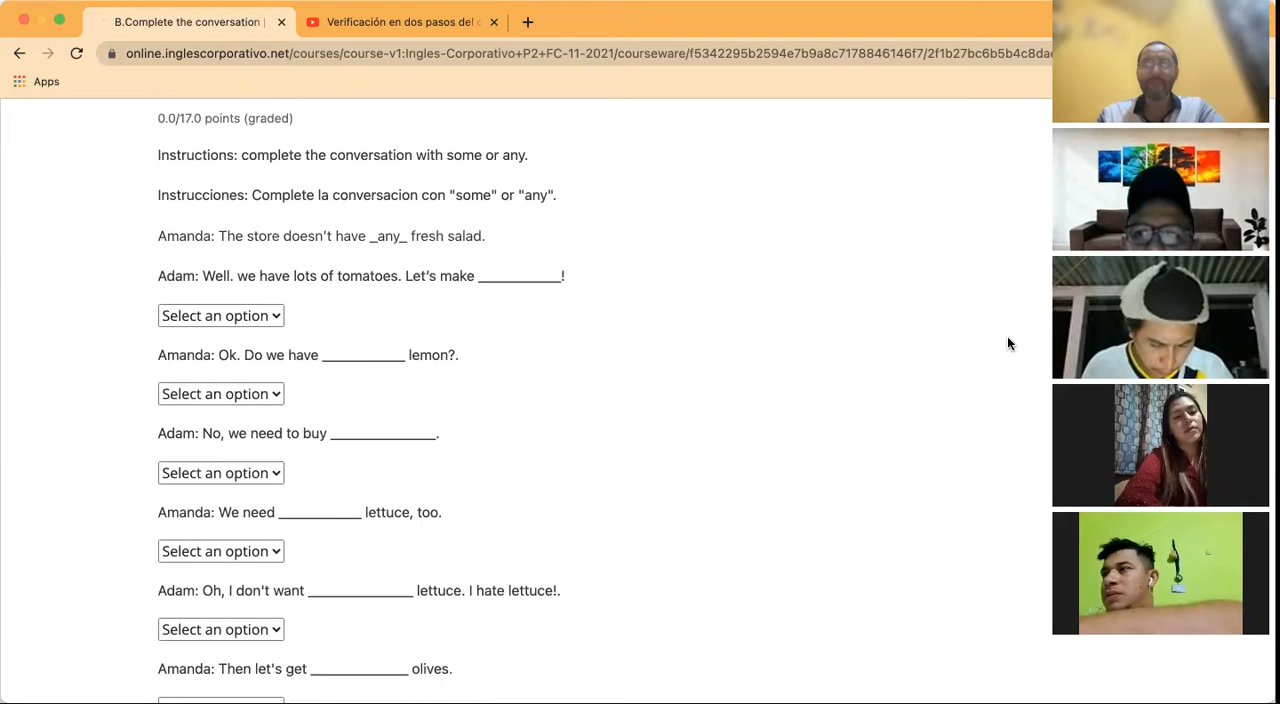 B.Complete the conversation |
Verificación en dos pasos del c
online.inglescorporativo.net/courses/course-v1:Ingles-Corporativo+P2+FC-11-2021/courseware/f5342295b2594e7b9a8c7178846146f7/2f1b27bc6b5b4c8da
Apps
0.0/17.0 points (graded)
Instructions: complete the conversation with some or any.
Instrucciones: Complete la conversacion con "some" or "any".
Amanda: The store doesn’t have _any_ fresh salad.
Adam: Well. we have lots of tomatoes. Let’s make ___________!
Select an option
Amanda: Ok. Do we have ___________ lemon?.
Select an option
Adam: No, we need to buy ______________.
Select an option
Amanda: We need ___________ lettuce, too.
Select an option
Adam: Oh, I don't want ______________ lettuce. I hate lettuce!.
Select an option
Amanda: Then let's get _____________ olives.